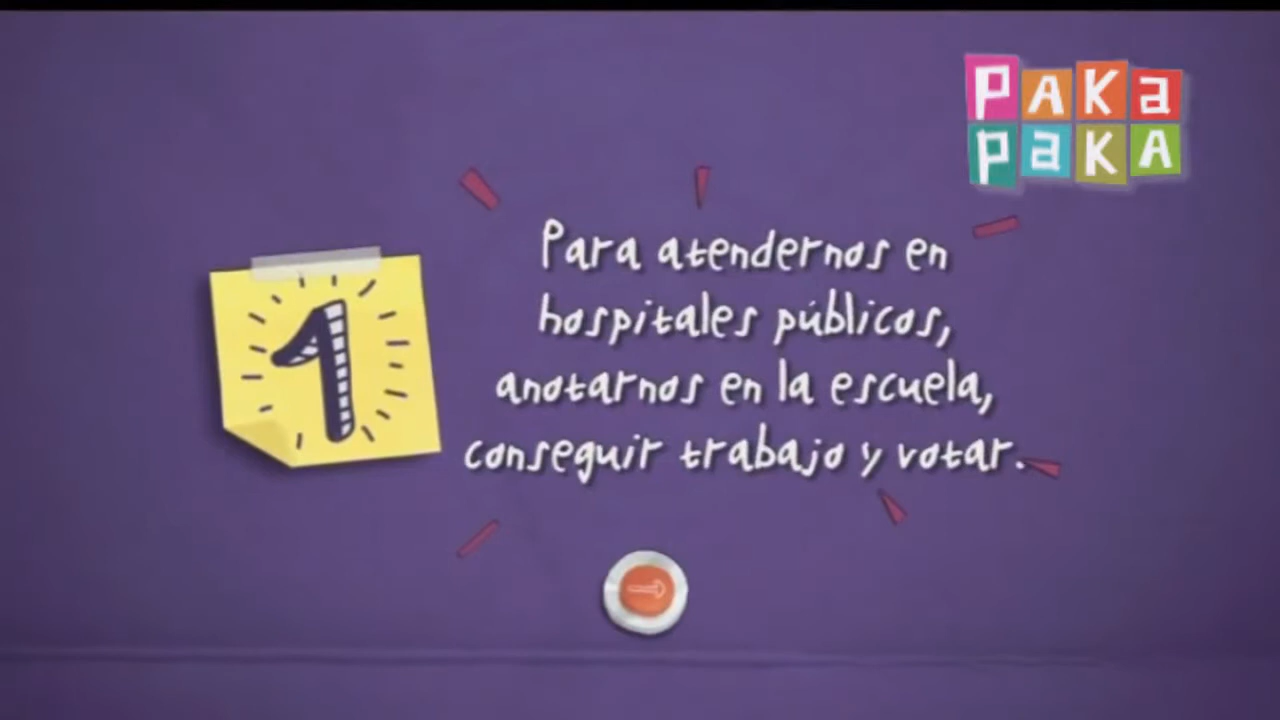 PAKA
PAKA
1
Para atendernos en
hospitales públicos,
anotarnos en la escuela,
conseguir trabajo y votar.